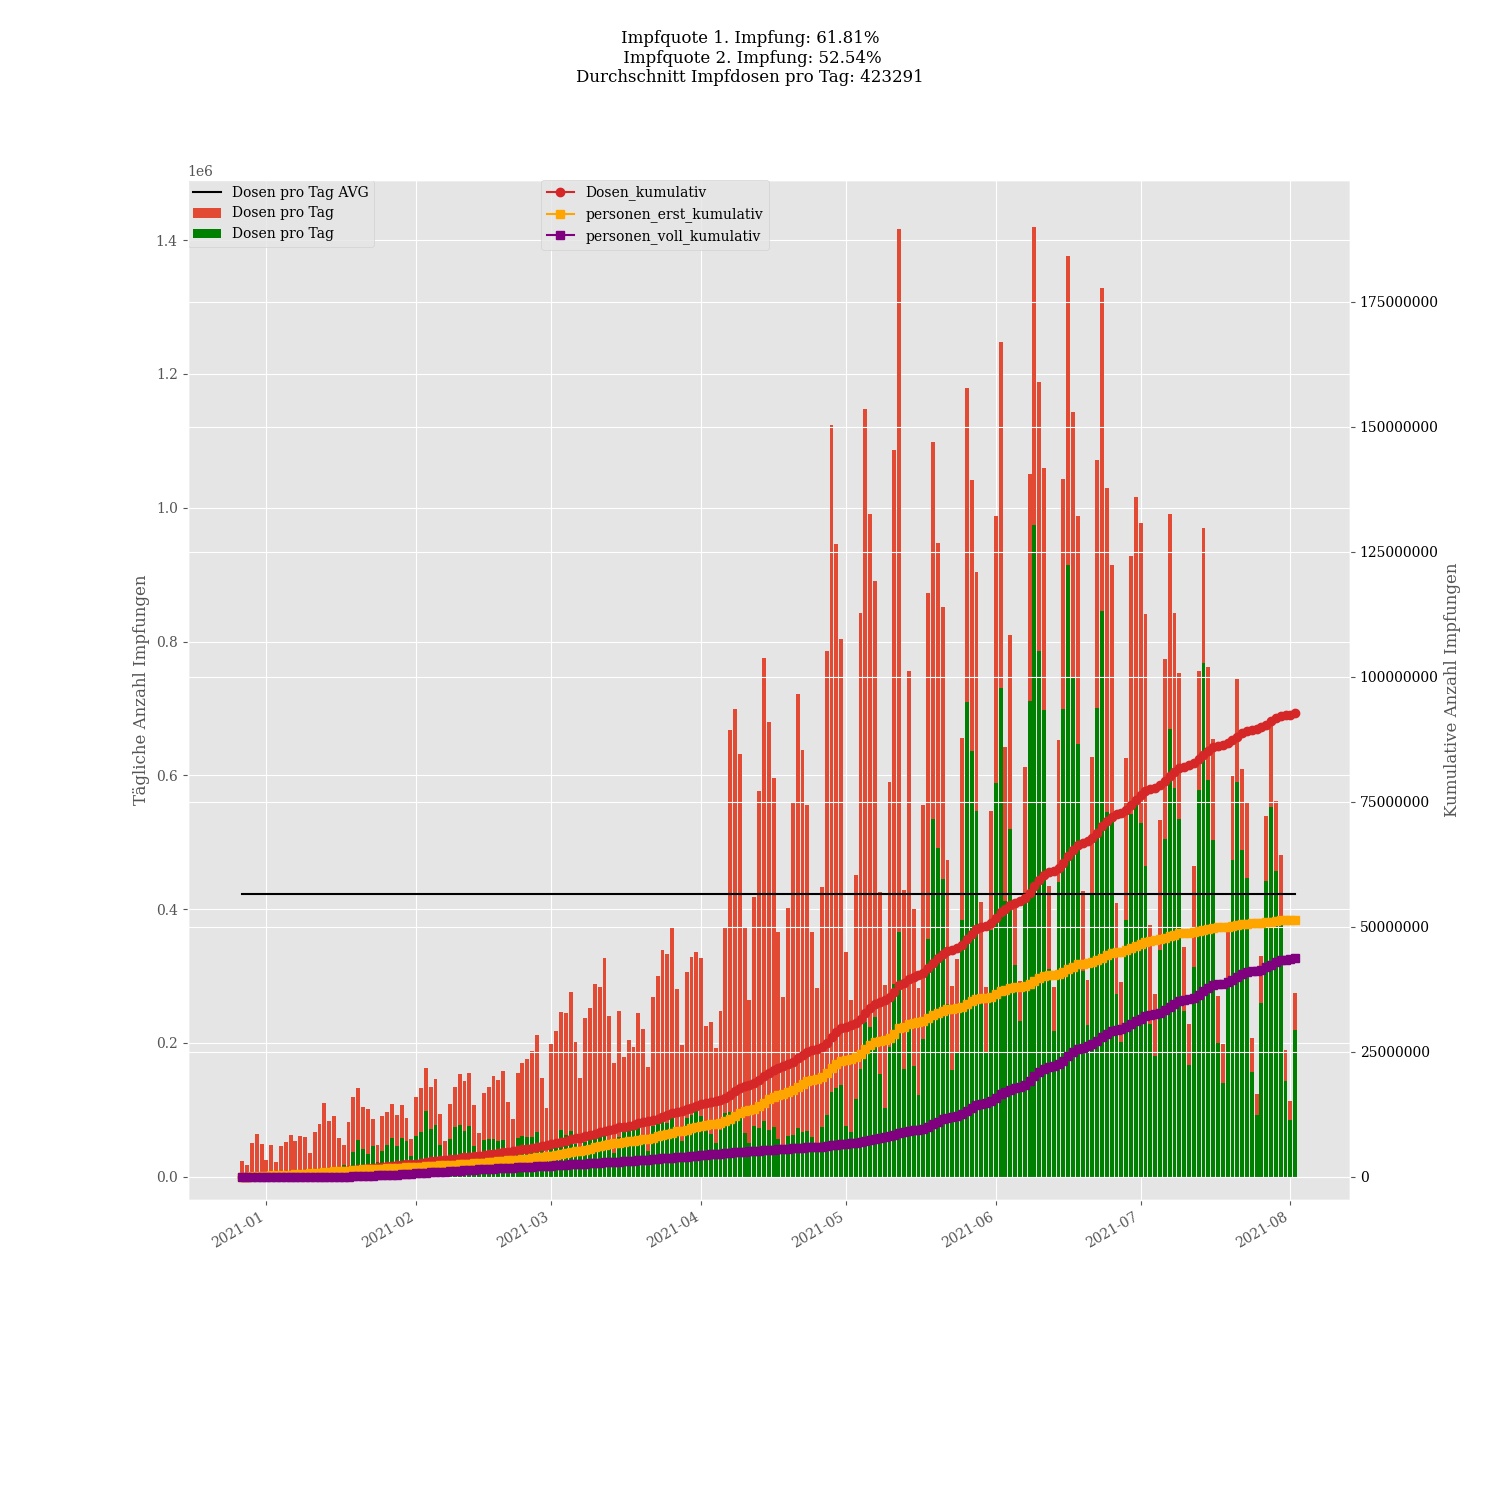 Impfquote 1. Impfung: 61.81%
Impfquote 2. Impfung: 52.54%
Durchschnitt Impfdosen pro Tag: 423291
1e6
Dosen pro Tag AVG
Dosen pro Tag
Dosen pro Tag
Dosen_kumulativ
personen_erst_kumulativ
personen_voll_kumulativ
1.4
1.2
1.0
0.8
0.6
0.4
0.2
0.0
Tägliche Anzahl Impfungen
175000000
150000000
125000000
100000000
75000000
50000000
25000000
0
Kumulative Anzahl Impfungen
2021-01
2021-02
2021-03
2021-04
2021-05
2021-06
2021-07
2021-08